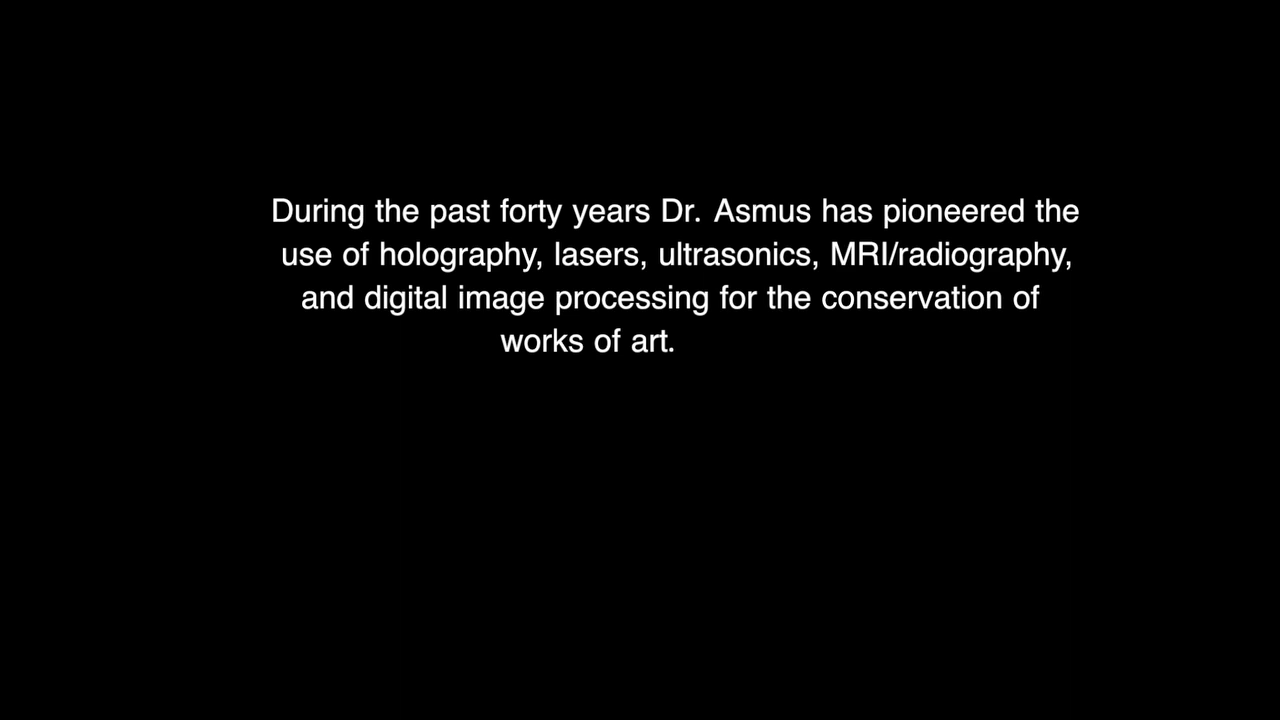 During the past forty years Dr. Asmus has pioneered the
use of holography, lasers, ultrasonics, MRI/radiography,
and digital image processing for the conservation of
works of art.